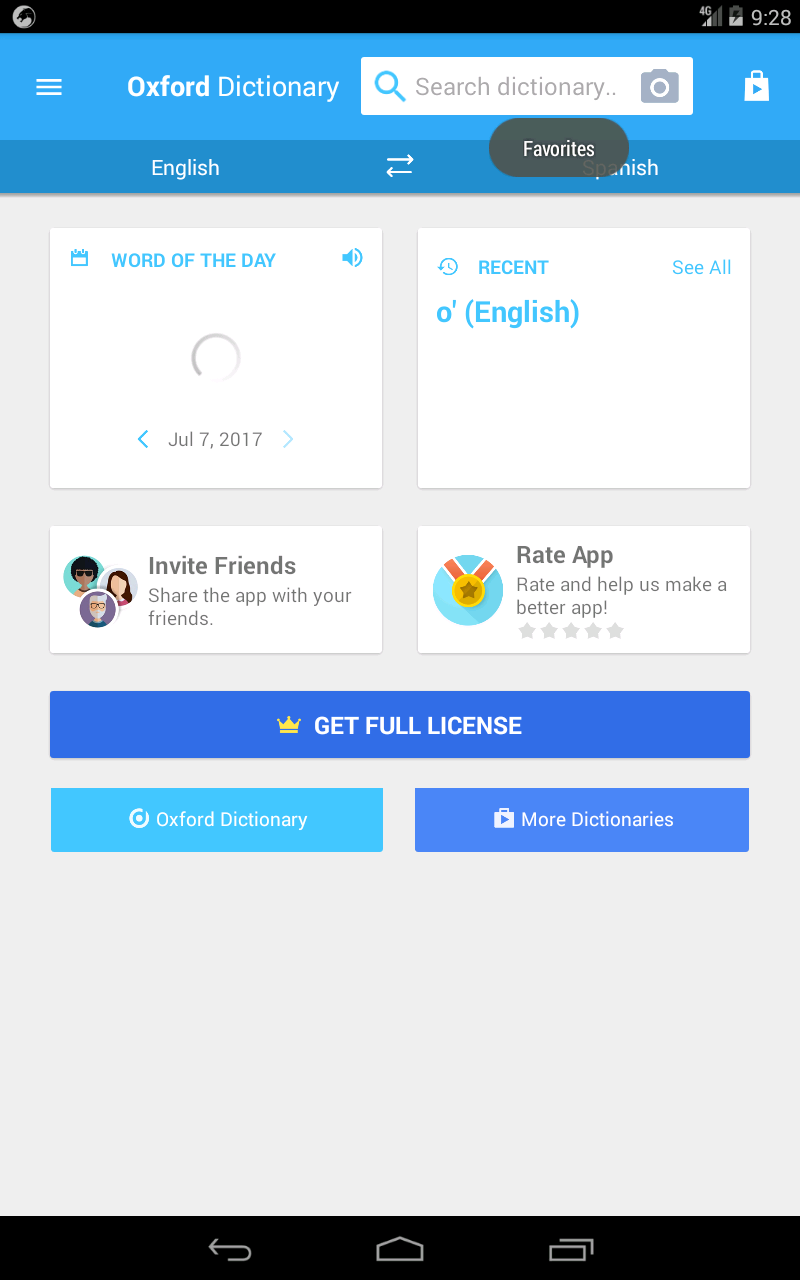 4G 9:28
Oxford Dictionary
Search dictionary..
Favorites
English
Spanish
WORD OF THE DAY
Jul 7, 2017
RECENT
See All
o' (English)
Invite Friends
Share the app with your
friends.
Rate App
Rate and help us make a
better app!
GET FULL LICENSE
Oxford Dictionary
More Dictionaries